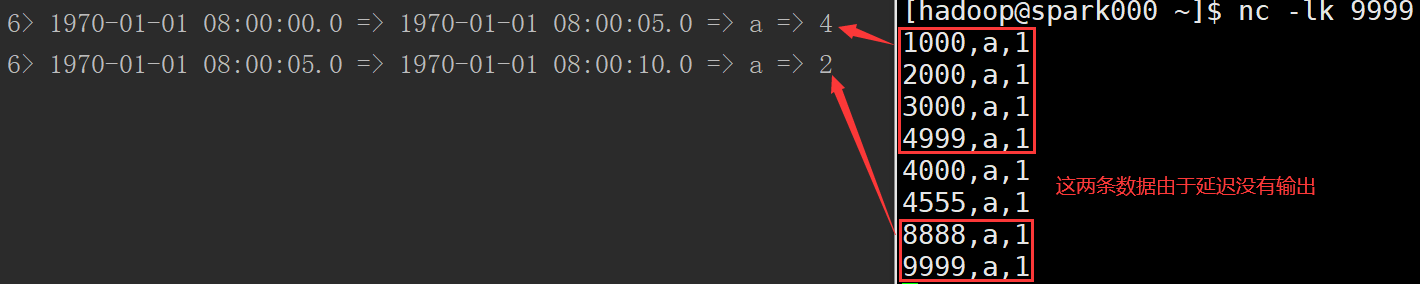 6> 1970-01-01 08:00:00.0 => 1970-01-01 08:00:05.0 => a => 4
6> 1970-01-01 08:00:05.0 => 1970-01-01 08:00:10.0 => a => 2
[hadoop@spark000 ~]$ nc -lk 9999
1000,a,1
2000,a,1
3000,a,1
4999,a,1
4000,a,1
这两条数据由于延迟没有输出
4555,a,1
8888,a,1
9999,a,1